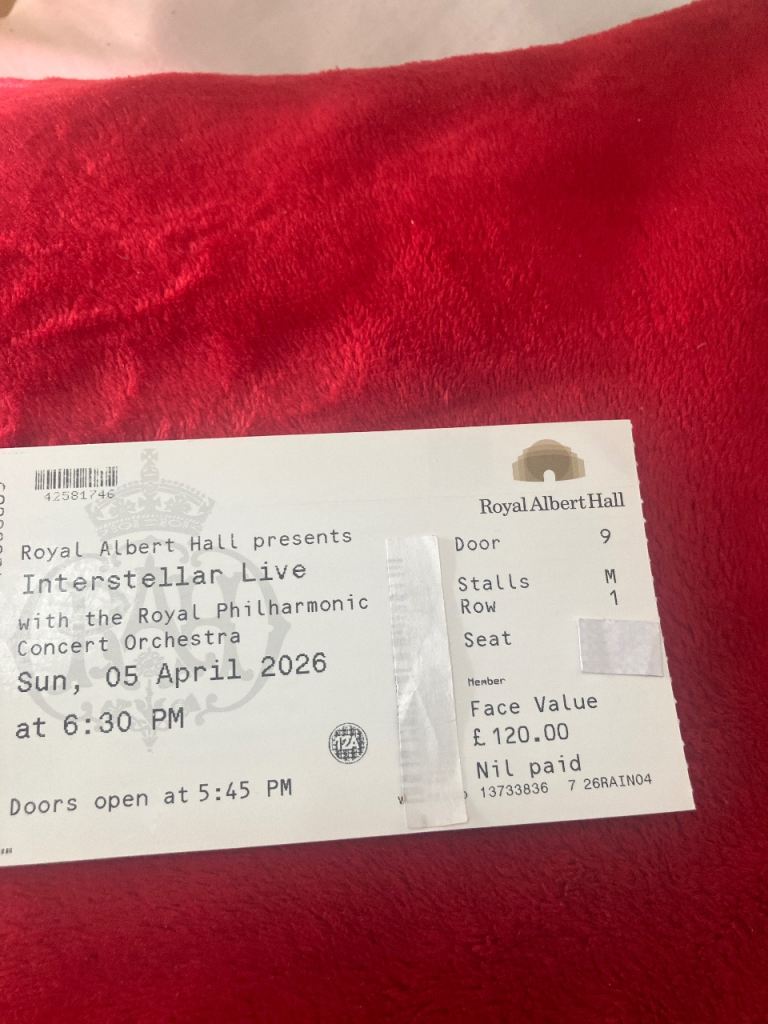 42581746
Royal Albert Hall presents
Interstellar Live
with the Royal Philharmonic
Concert Orchestra
Sun, 05 April 2026
at 6:30 PM
12A
Doors open at 5:45 PM
Royal Albert Hall
Door 9
Stalls M
Row 1
Seat
Member
Face Value
£120.00
Nil paid
13733836 7 26RAIN04